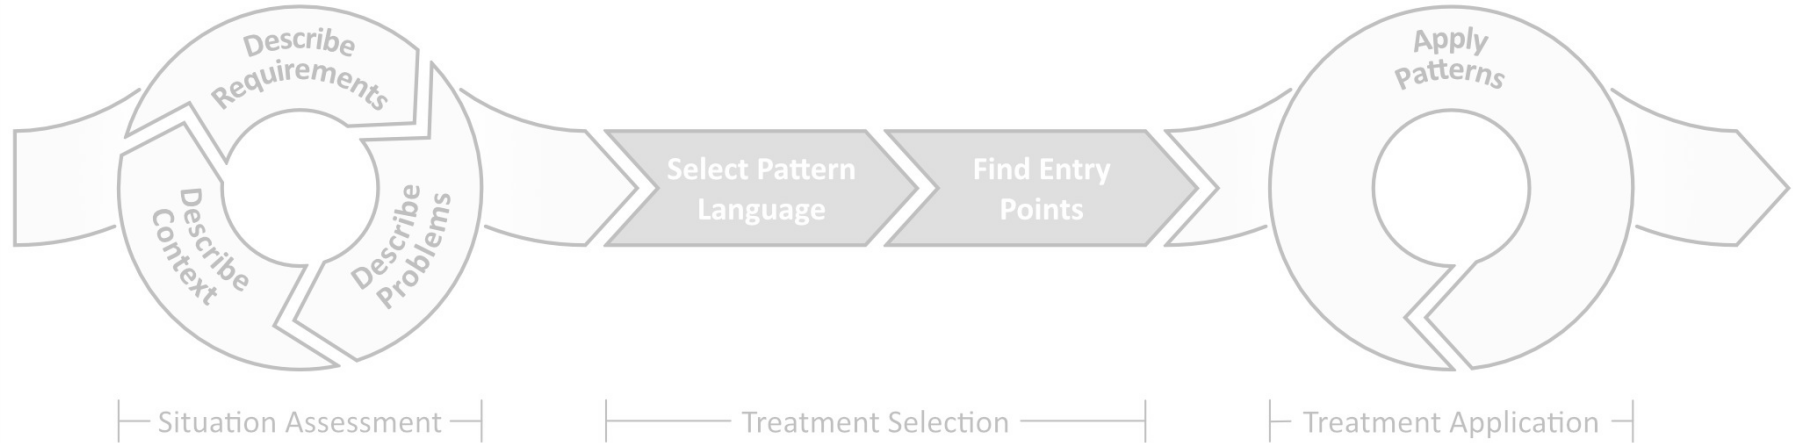 Describe
Requirements
Describe
Context
Describe
Problems
Select Pattern
Language
Find Entry
Points
Apply
Patterns
Situation Assessment
Treatment Selection
Treatment Application